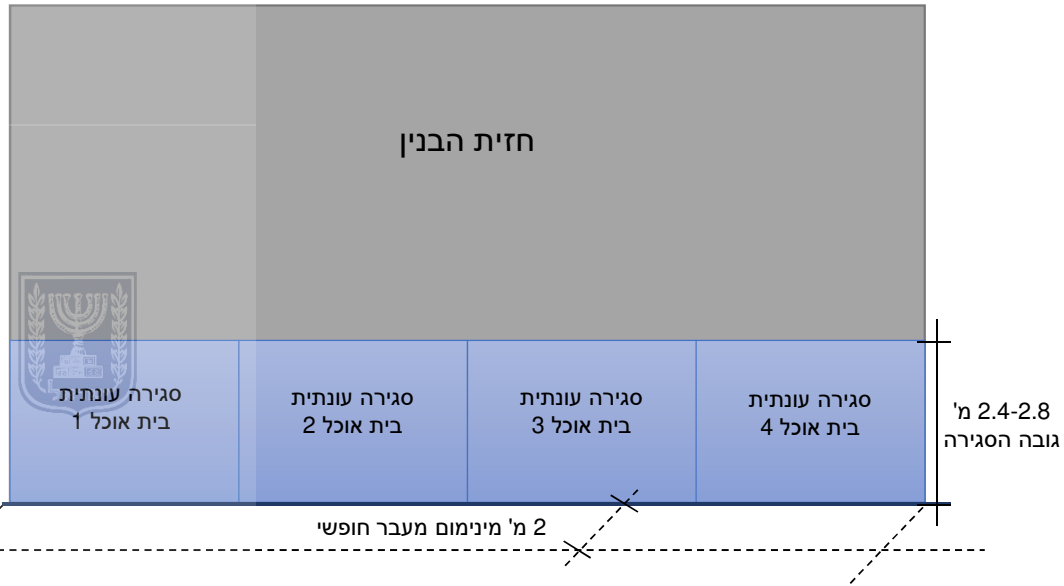 חזית הבנין
סגירה עונתית
בית אוכל 1
סגירה עונתית
בית אוכל 2
סגירה עונתית
בית אוכל 3
סגירה עונתית
בית אוכל 4
2.4-2.8 מ'
גובה הסגירה
2 מ' מינימום מעבר חופשי